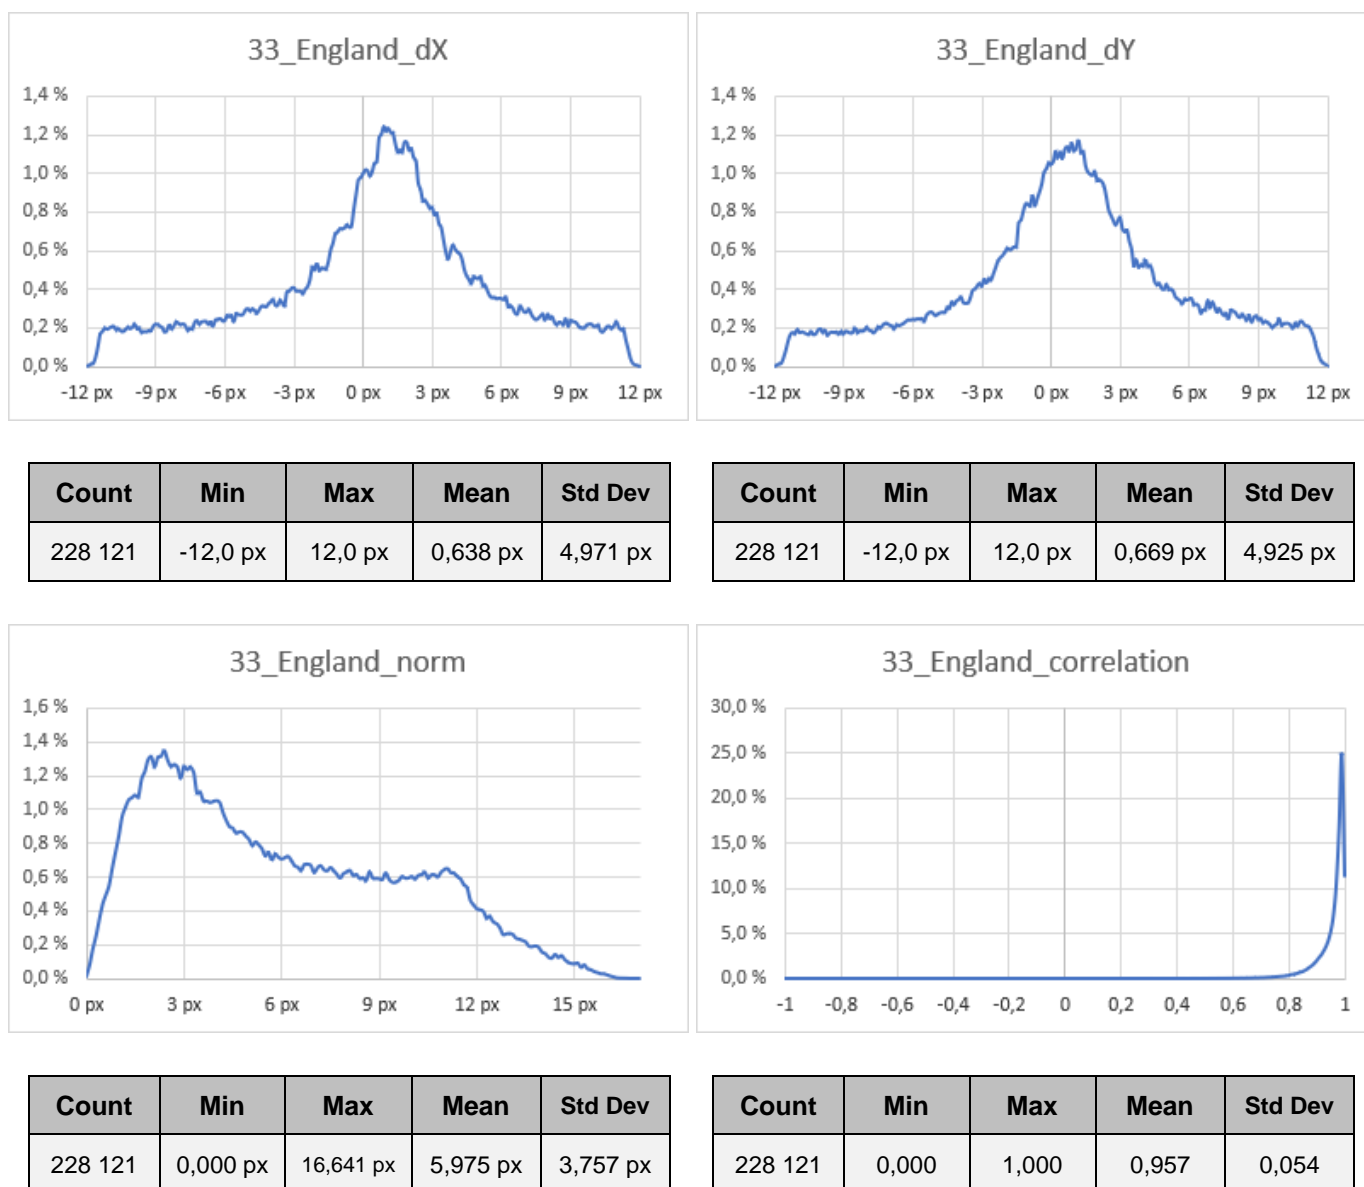 33_England_dX
1,4 %
1,2 %
1,0 %
0,8 %
0,6 %
0,4 %
0,2 %
0,0 %
-12 px -9 px -6 px -3 px 0 px 3 px 6 px 9 px 12 px
33_England_dY
1,4 %
1,2 %
1,0 %
0,8 %
0,6 %
0,4 %
0,2 %
0,0 %
-12 px -9 px -6 px -3 px 0 px 3 px 6 px 9 px 12 px
Count Min Max Mean Std Dev
228 121 -12,0 px 12,0 px 0,638 px 4,971 px
Count Min Max Mean Std Dev
228 121 -12,0 px 12,0 px 0,669 px 4,925 px
33_England_norm
1,6 %
1,4 %
1,2 %
1,0 %
0,8 %
0,6 %
0,4 %
0,2 %
0,0 %
0 px 3 px 6 px 9 px 12 px 15 px
33_England_correlation
30,0 %
25,0 %
20,0 %
15,0 %
10,0 %
5,0 %
0,0 %
-1 -0,8 -0,6 -0,4 -0,2 0 0,2 0,4 0,6 0,8 1
Count Min Max Mean Std Dev
228 121 0,000 px 16,641 px 5,975 px 3,757 px
Count Min Max Mean Std Dev
228 121 0,000 1,000 0,957 0,054